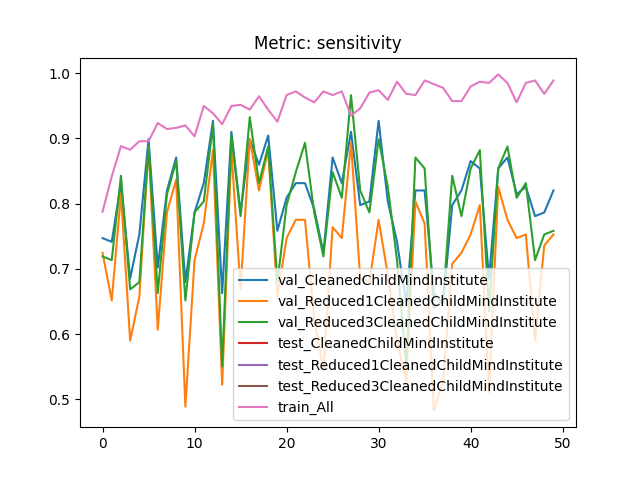 Metric: sensitivity
1.0
0.9
0.8
0.7
0.6
0.5
val_CleanedChildMindInstitute
val_Reduced1CleanedChildMindInstitute
val_Reduced3CleanedChildMindInstitute
test_CleanedChildMindInstitute
test_Reduced1CleanedChildMindInstitute
test_Reduced3CleanedChildMindInstitute
train_All
0 10 20 30 40 50